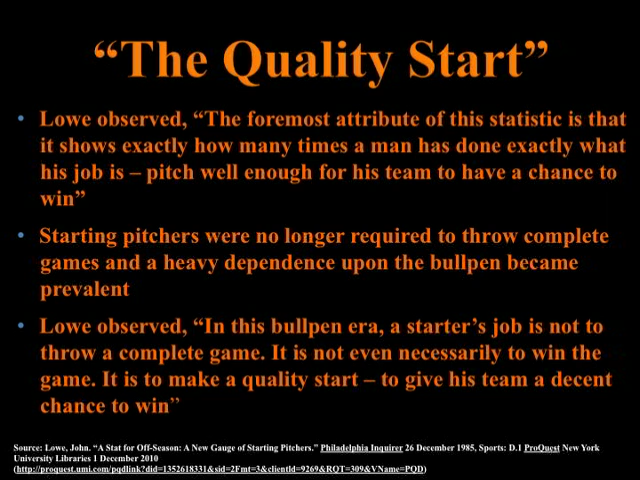 “The Quality Start”
• Lowe observed, “The foremost attribute of this statistic is that
it shows exactly how many times a man has done exactly what
his job is – pitch well enough for his team to have a chance to
win”
• Starting pitchers were no longer required to throw complete
games and a heavy dependence upon the bullpen became
prevalent
• Lowe observed, “In this bullpen era, a starter’s job is not to
throw a complete game. It is not even necessarily to win the
game. It is to make a quality start – to give his team a decent
chance to win”
Source: Lowe, John. “A Stat for Off-Season: A New Gauge of Starting Pitchers.” Philadelphia Inquirer 26 December 1985, Sports: D.1 ProQuest New York
University Libraries 1 December 2010
(http://proquest.umi.com/pqdlink?did=1352618331&sid=2Fmt=3&clientId=9269&RQT=309&VName=PQD)